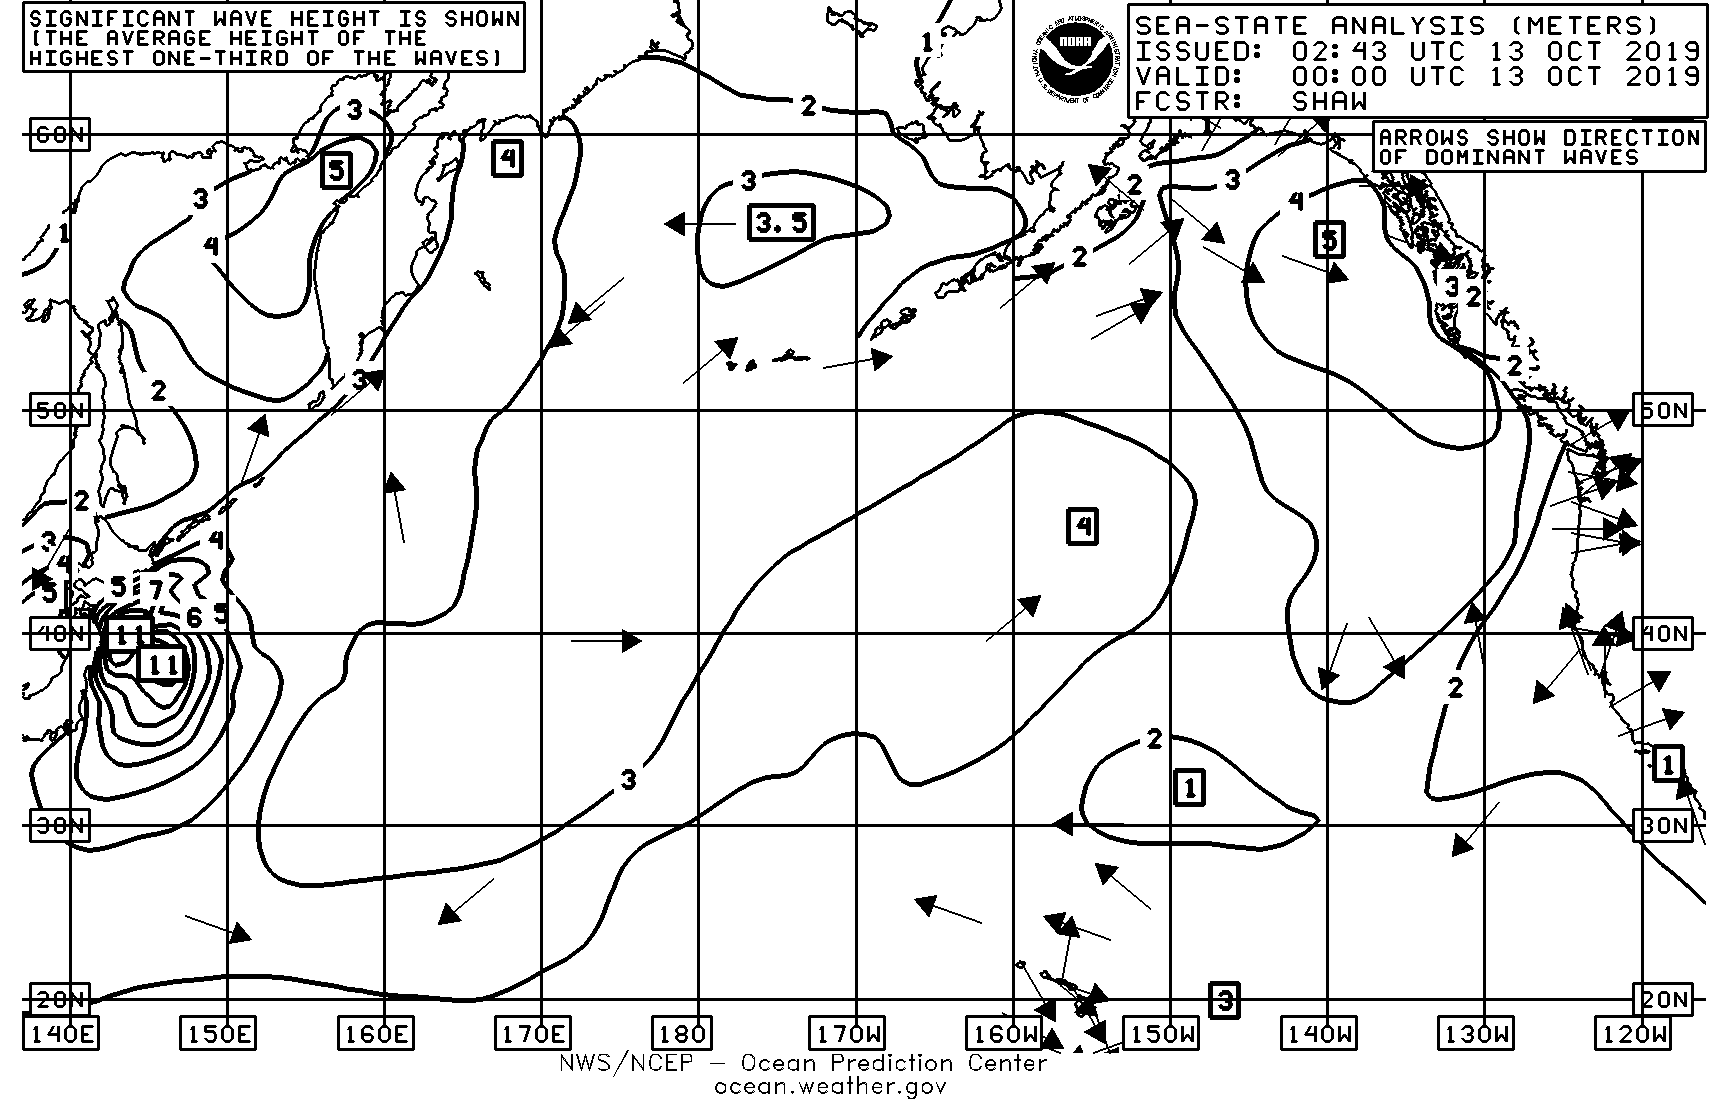 SIGNIFICANT WAVE HEIGHT IS SHOWN
(THE AVERAGE HEIGHT OF THE
HIGHEST ONE-THIRD OF THE WAVES)
NOAA
SEA-STATE ANALYSIS (METERS)
ISSUED: 02:43 UTC 13 OCT 2019
VALID: 00:00 UTC 13 OCT 2019
FCSTR: SHAW
ARROWS SHOW DIRECTION
OF DOMINANT WAVES
1
3
2
60N
5
4
3
2
3
4
3
1
4
3.5
5
2
3
2
3
2
2
50N
50N
2
4
3
4
4
5
5
7
6
5
11
40N
40N
11
2
2
1
1
3
30N
30N
20N
3
20N
140E
150E
160E
170E
180
170W
160W
150W
140W
130W
120W
NWS/NCEP – Ocean Prediction Center
ocean.weather.gov